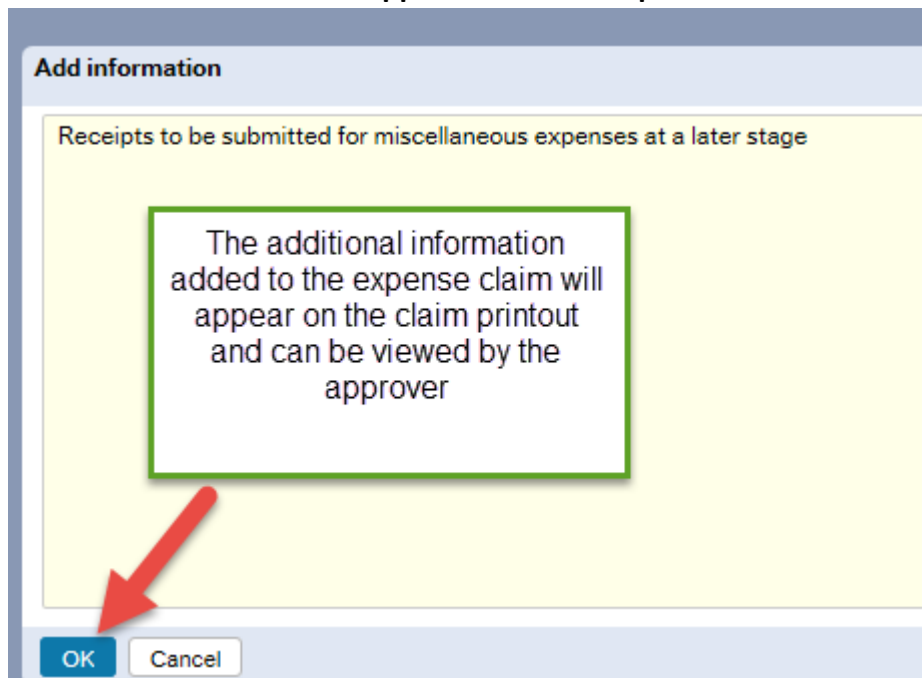 Add information
Receipts to be submitted for miscellaneous expenses at a later stage
The additional information
added to the expense claim will
appear on the claim printout
and can be viewed by the
approver
OK Cancel